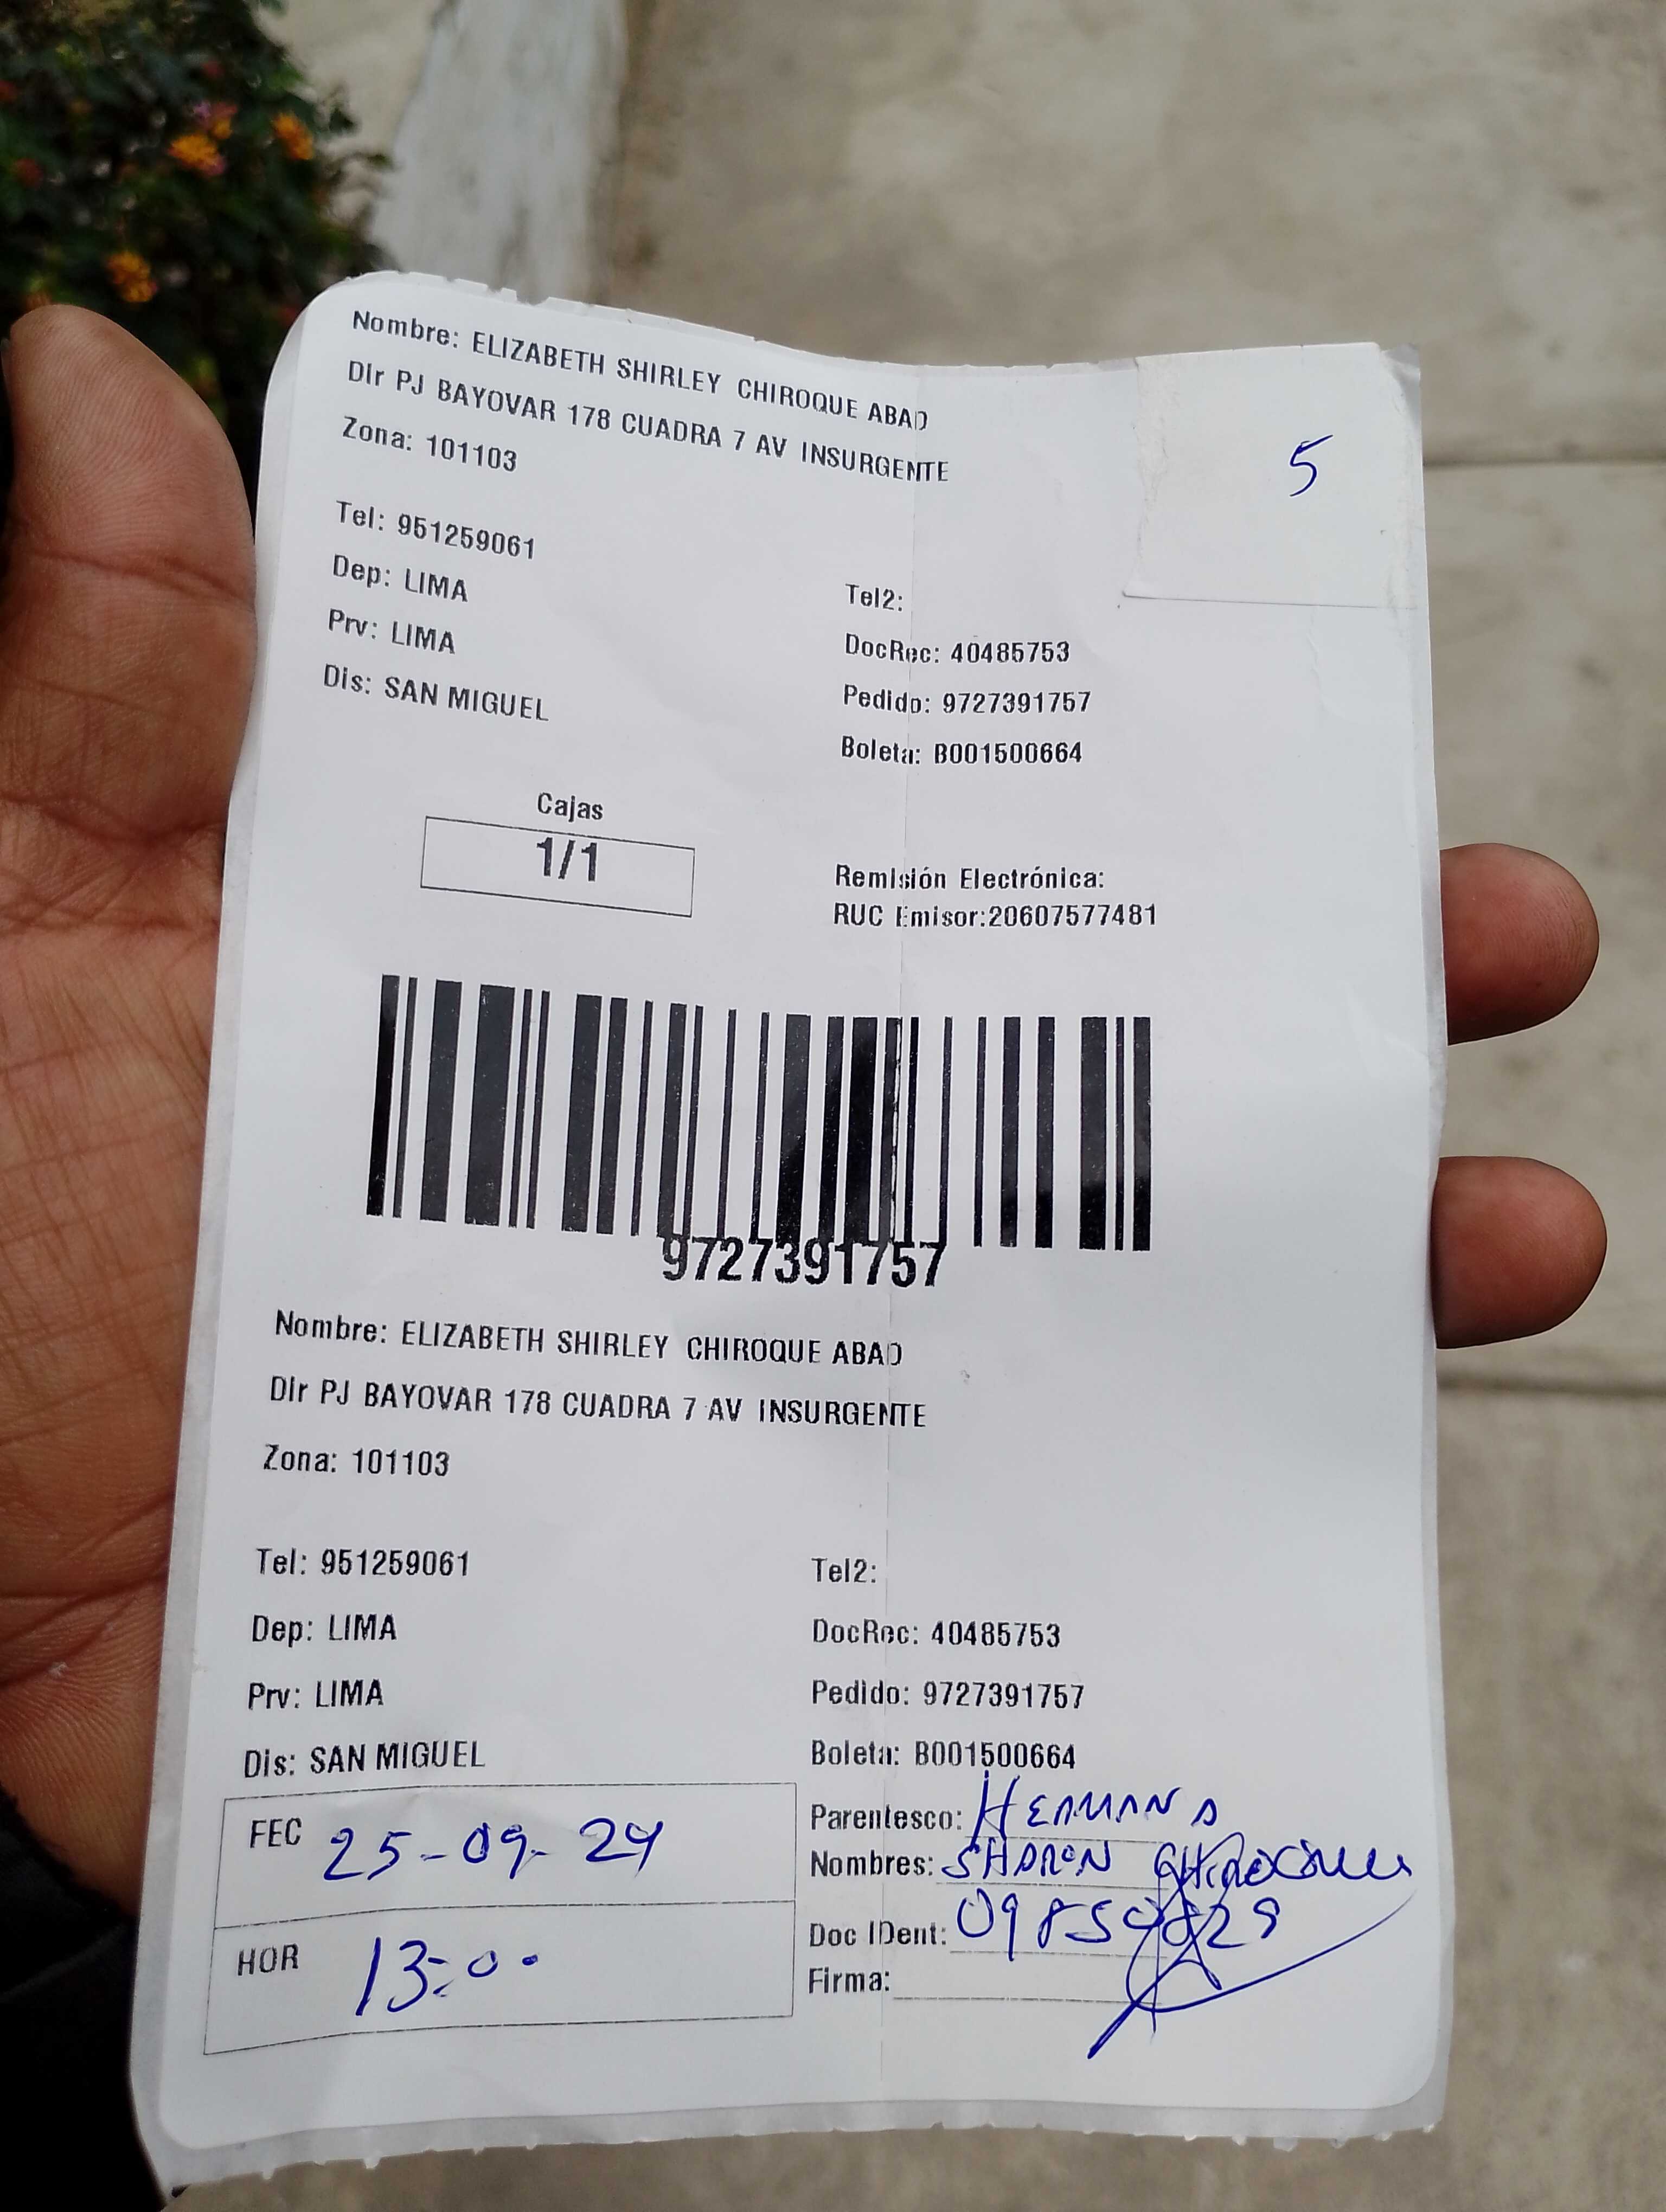 Nombre: ELIZABETH SHIRLEY CHIROQUE ABAD
Dir PJ BAYOVAR 178 CUADRA 7 AV INSURGENTE
Zona: 101103
5
Tel: 951259061
Tel2:
Dep: LIMA
DocRec: 40485753
Prv: LIMA
Pedido: 9727391757
Dis: SAN MIGUEL
Boleta: B001500664
Cajas
1/1
Remisión Electrónica:
RUC Emisor:20607577481
9727391757
Nombre: ELIZABETH SHIRLEY CHIROQUE ABAD
Dir PJ BAYOVAR 178 CUADRA 7 AV INSURGENTE
Zona: 101103
Tel: 951259061
Tel2:
Dep: LIMA
DocRec: 40485753
Prv: LIMA
Pedido: 9727391757
Dis: SAN MIGUEL
Boleta: B001500664
FEC 25-09-24
Parentesco: HERMANA
Nombres: SHARON CHIROQUE
HOR 13:00
Doc IDent:
Firma: